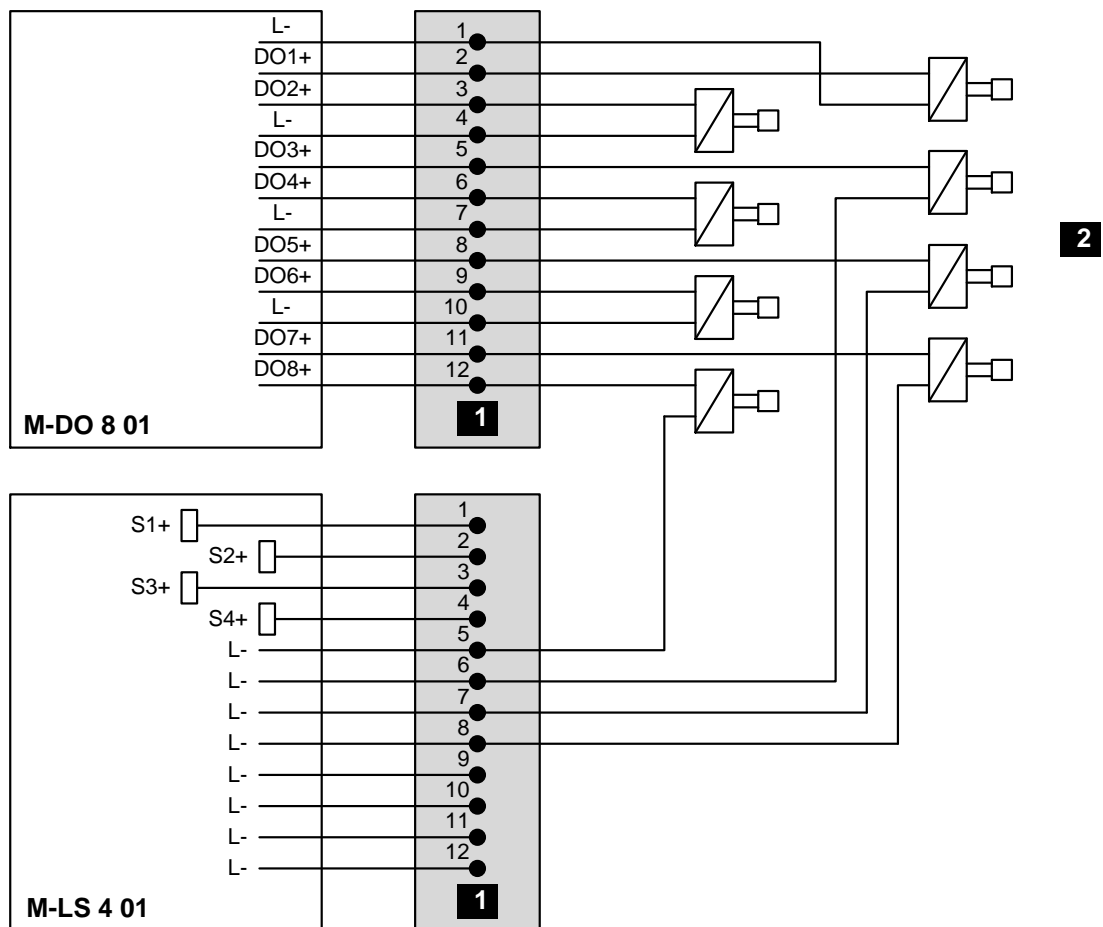 L- 1
DO1+ 2
DO2+ 3
L- 4
DO3+ 5
DO4+ 6
L- 7
DO5+ 8
DO6+ 9
L- 10
DO7+ 11
DO8+ 12
M-DO 8 01 1
2
S1+ 1
S2+ 2
S3+ 3
S4+ 4
L- 5
L- 6
L- 7
L- 8
L- 9
L- 10
L- 11
L- 12
M-LS 4 01 1